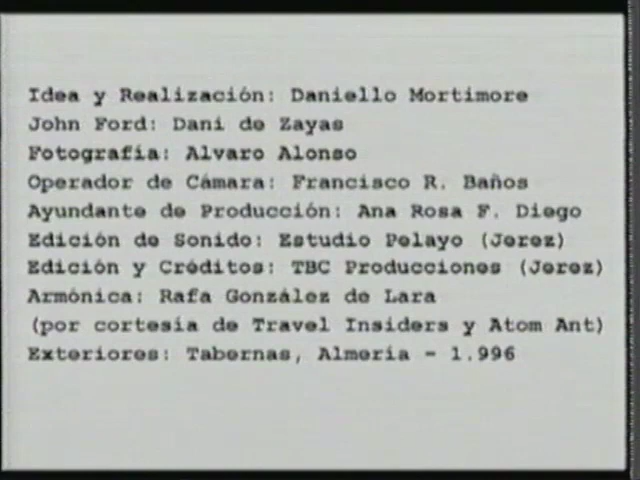 Idea y Realización: Daniello Mortimore
John Ford: Dani de Zayas
Fotografía: Alvaro Alonso
Operador de Cámara: Francisco R. Baños
Ayundante de Producción: Ana Rosa F. Diego
Edición de Sonido: Estudio Pelayo (Jerez)
Edición y Créditos: TBC Producciones (Jerez)
Armónica: Rafa González de Lara
(por cortesía de Travel Insiders y Atom Ant)
Exteriores: Tabernas, Almería - 1.996